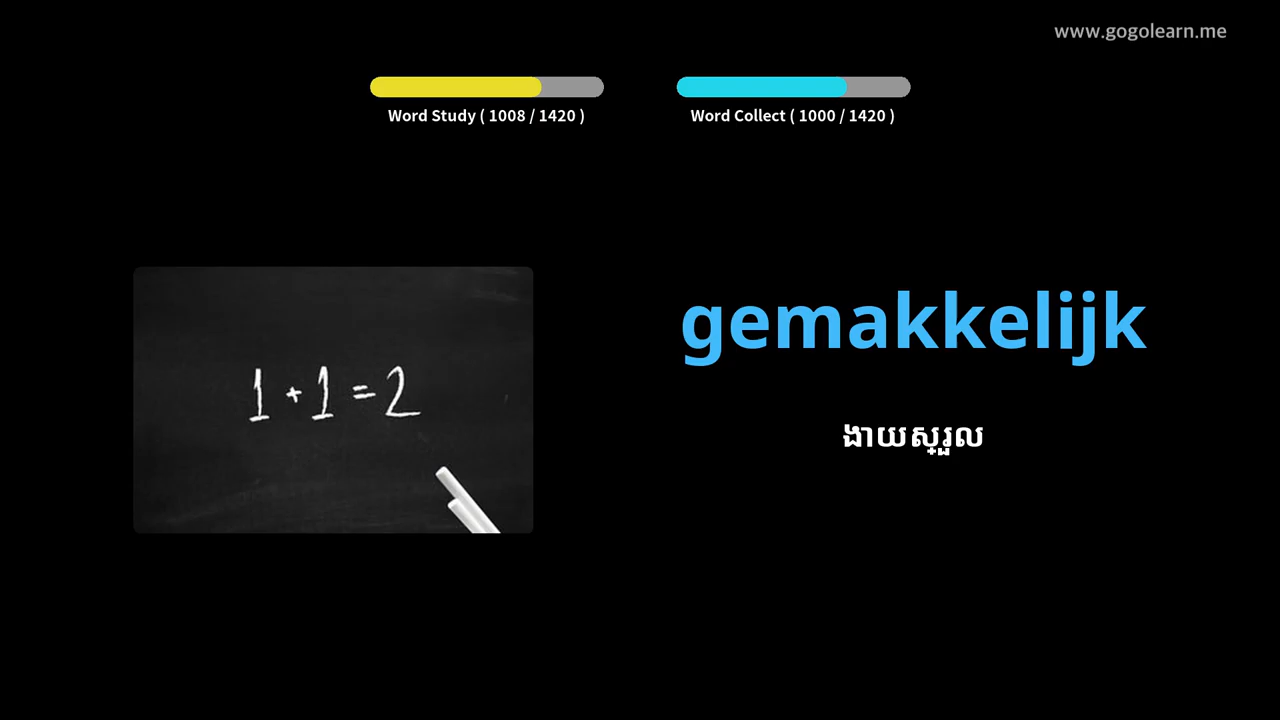 www.gogolearn.me
Word Study ( 1008 / 1420 )
Word Collect ( 1000 / 1420 )
gemakkelijk
ងាយស្រួល
1 + 1 = 2